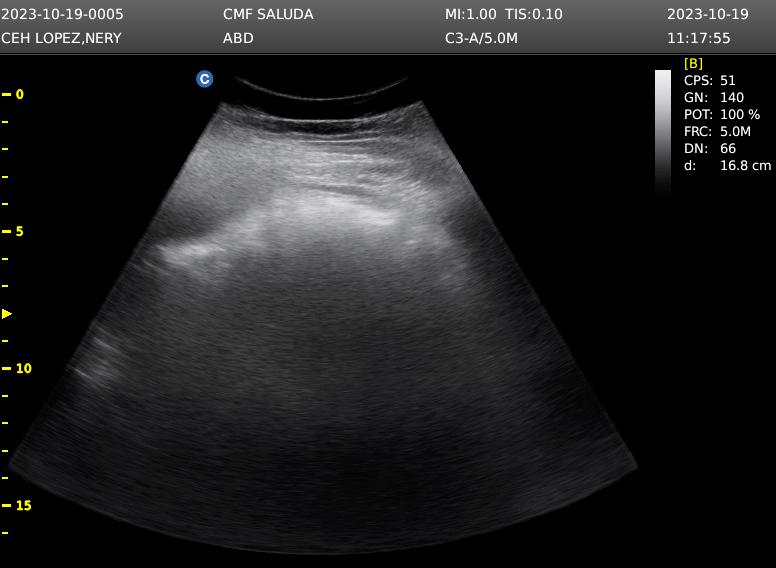 2023-10-19-0005 CMF SALUDA MI:1.00 TIS:0.10 2023-10-19
CEH LOPEZ,NERY ABD C3-A/5.0M 11:17:55
C
[B]
CPS: 51
GN: 140
POT: 100 %
FRC: 5.0M
DN: 66
d: 16.8 cm
0
5
10
15